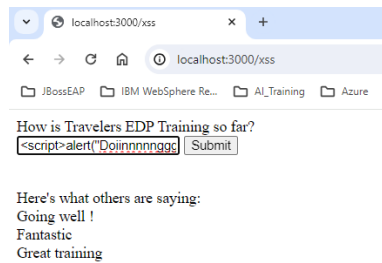 localhost:3000/xss
localhost:3000/xss
JBossEAP IBM WebSphere Re... AI_Training Azure
How is Travelers EDP Training so far?
<script>alert("Doiinnnnnggg Submit
Here's what others are saying:
Going well !
Fantastic
Great training